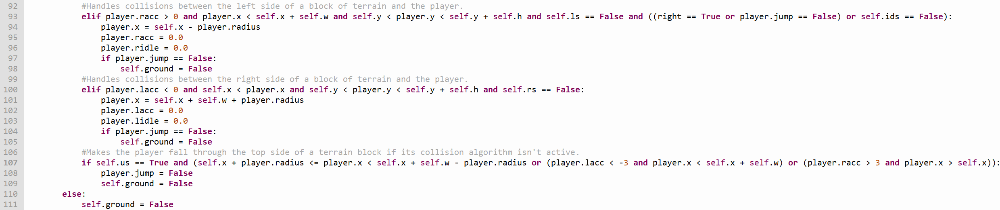 92 #Handles collisions between the left side of a block of terrain and the player.
93 elif player.racc > 0 and player.x < self.x + self.w and self.y < player.y < self.y + self.h and self.ls == False and ((right == True or player.jump == False) or self.ids == False):
94 player.x = self.x - player.radius
95 player.racc = 0.0
96 player.ridle = 0.0
97 if player.jump == False:
98 self.ground = False
99 #Handles collisions between the right side of a block of terrain and the player.
100 elif player.lacc < 0 and self.x < player.x and self.y < player.y < self.y + self.h and self.rs == False:
101 player.x = self.x + self.w + player.radius
102 player.lacc = 0.0
103 player.lidle = 0.0
104 if player.jump == False:
105 self.ground = False
106 #Makes the player fall through the top side of a terrain block if its collision algorithm isn't active.
107 if self.us == True and (self.x + player.radius <= player.x < self.x + self.w - player.radius or (player.lacc < -3 and player.x < self.x + self.w) or (player.racc > 3 and player.x > self.x)):
108 player.jump = False
109 self.ground = False
110 else:
111 self.ground = False